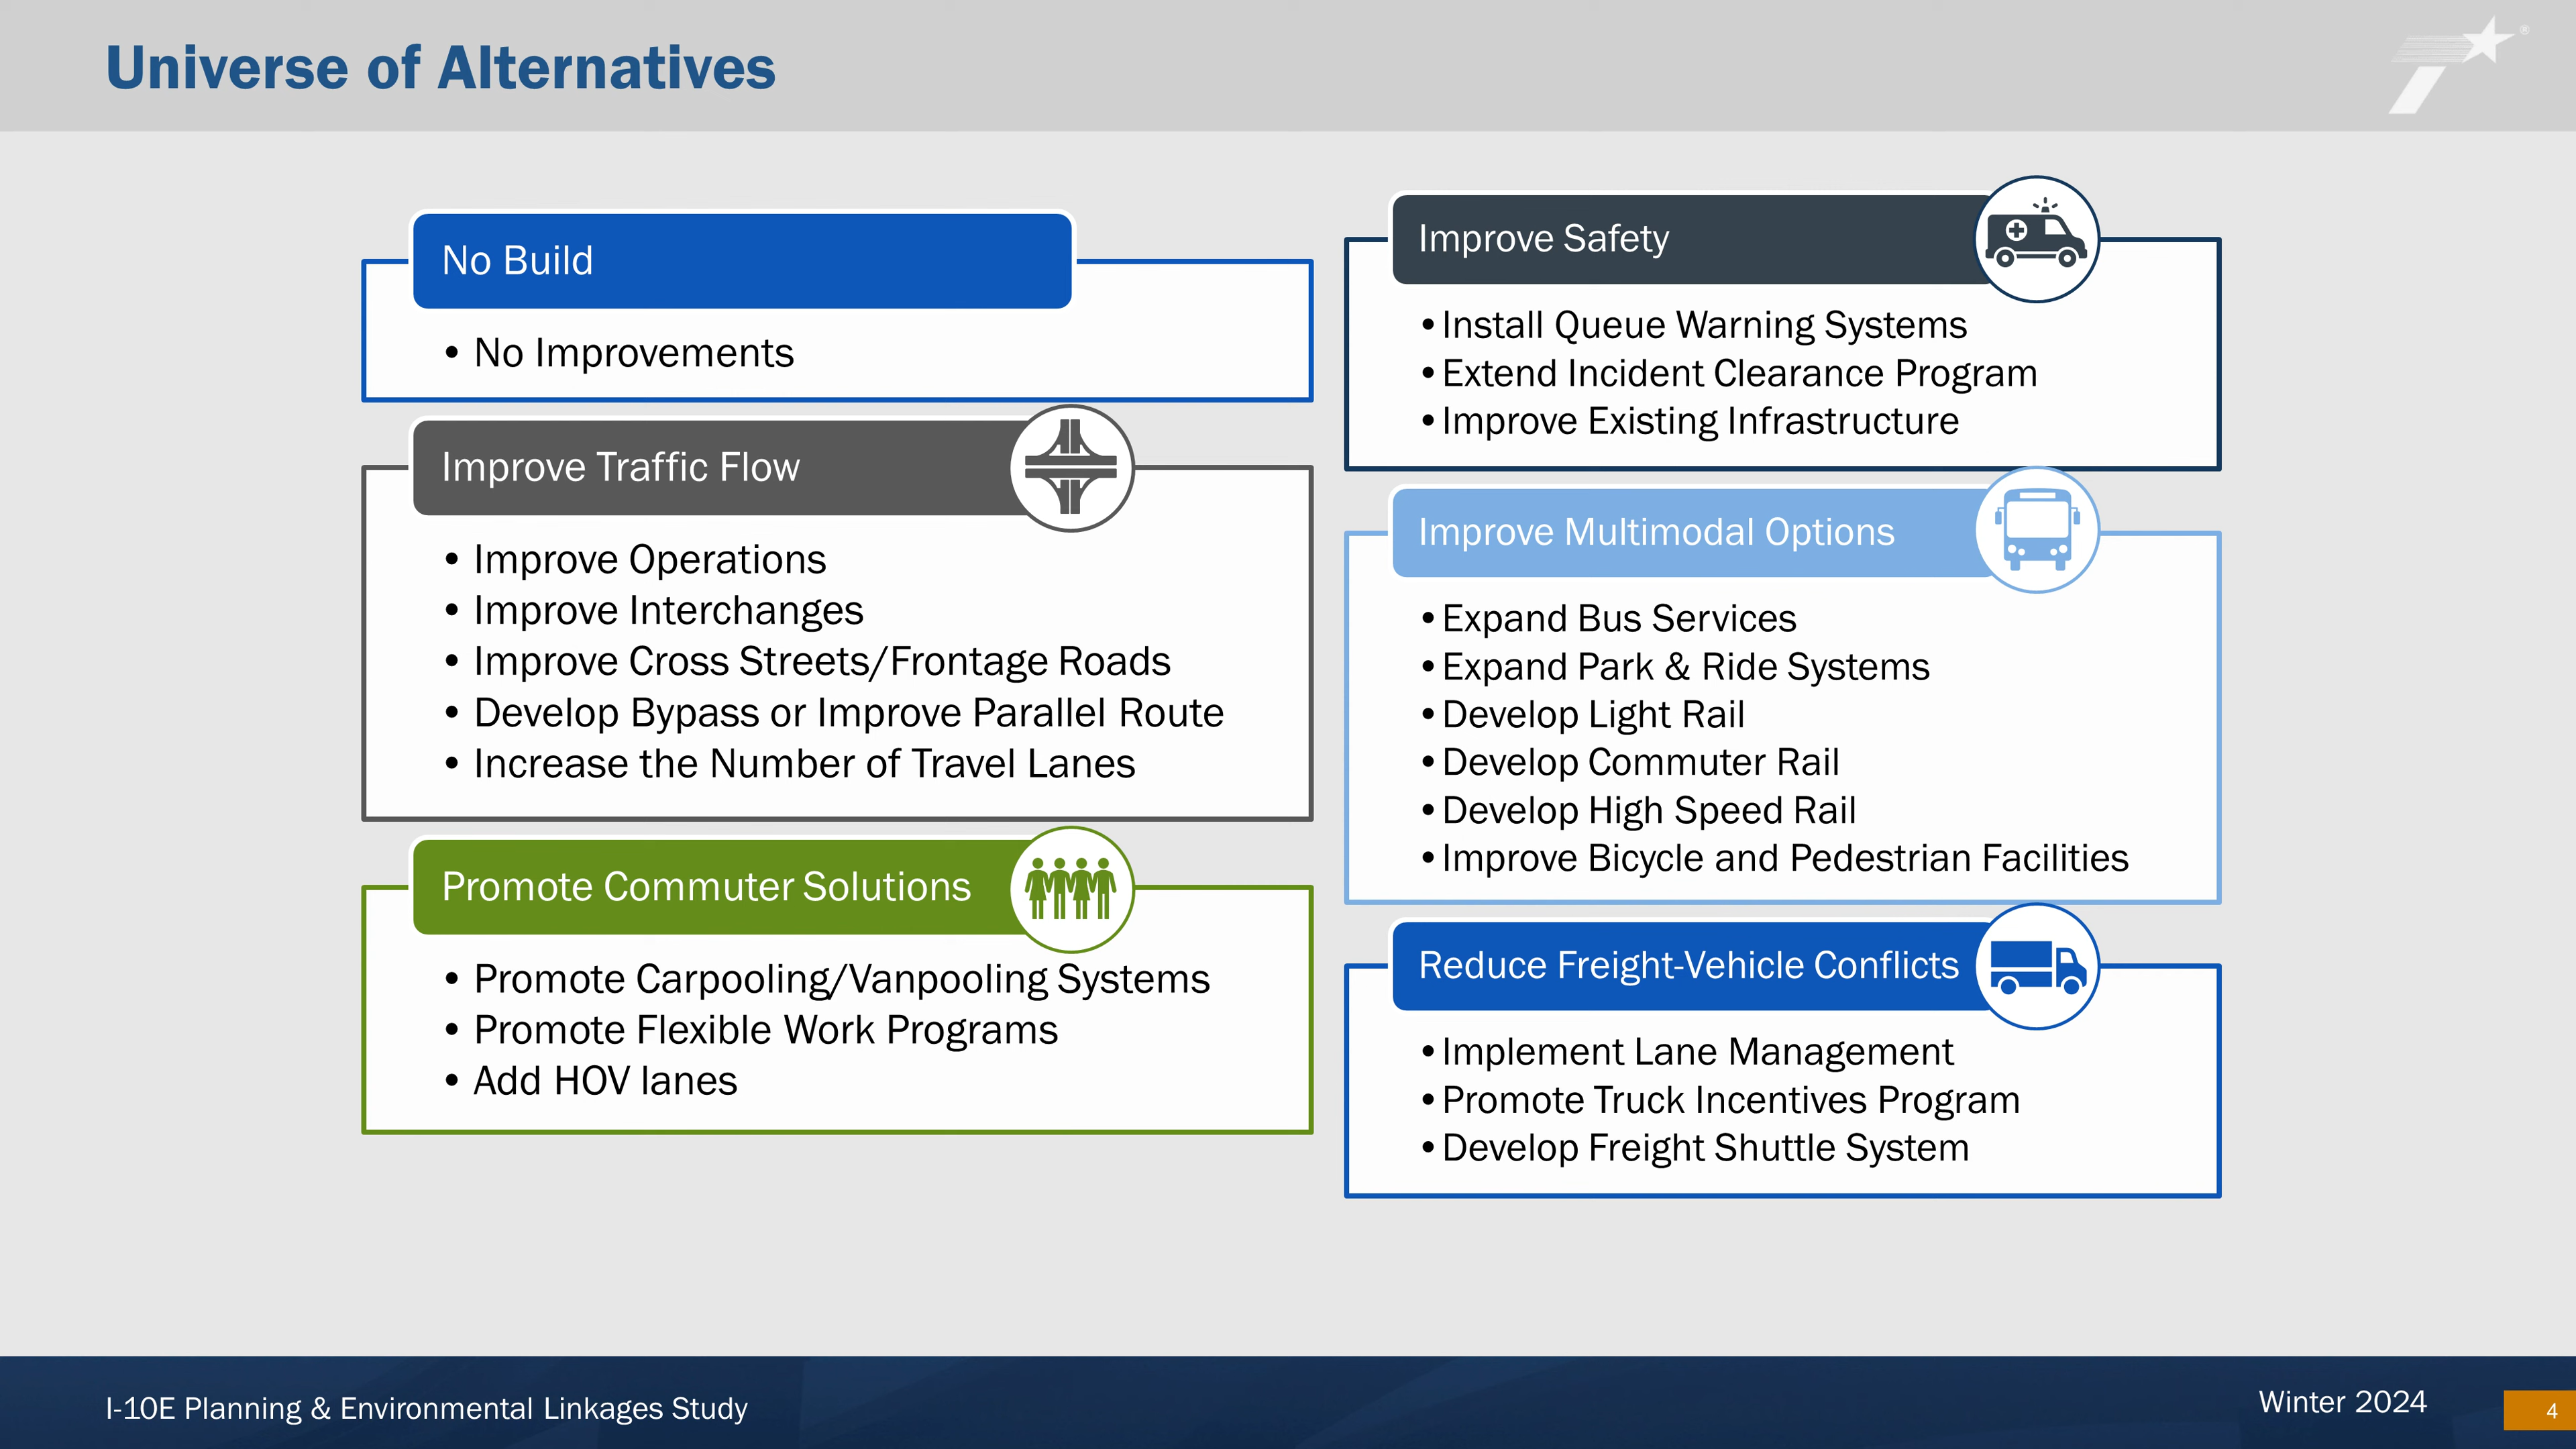 Universe of Alternatives
®
No Build
• No Improvements
Improve Traffic Flow
• Improve Operations
• Improve Interchanges
• Improve Cross Streets/Frontage Roads
• Develop Bypass or Improve Parallel Route
• Increase the Number of Travel Lanes
Promote Commuter Solutions
• Promote Carpooling/Vanpooling Systems
• Promote Flexible Work Programs
• Add HOV lanes
Improve Safety
•Install Queue Warning Systems
•Extend Incident Clearance Program
•Improve Existing Infrastructure
Improve Multimodal Options
•Expand Bus Services
•Expand Park & Ride Systems
•Develop Light Rail
•Develop Commuter Rail
•Develop High Speed Rail
•Improve Bicycle and Pedestrian Facilities
Reduce Freight-Vehicle Conflicts
•Implement Lane Management
•Promote Truck Incentives Program
•Develop Freight Shuttle System
I-10E Planning & Environmental Linkages Study
Winter 2024
4